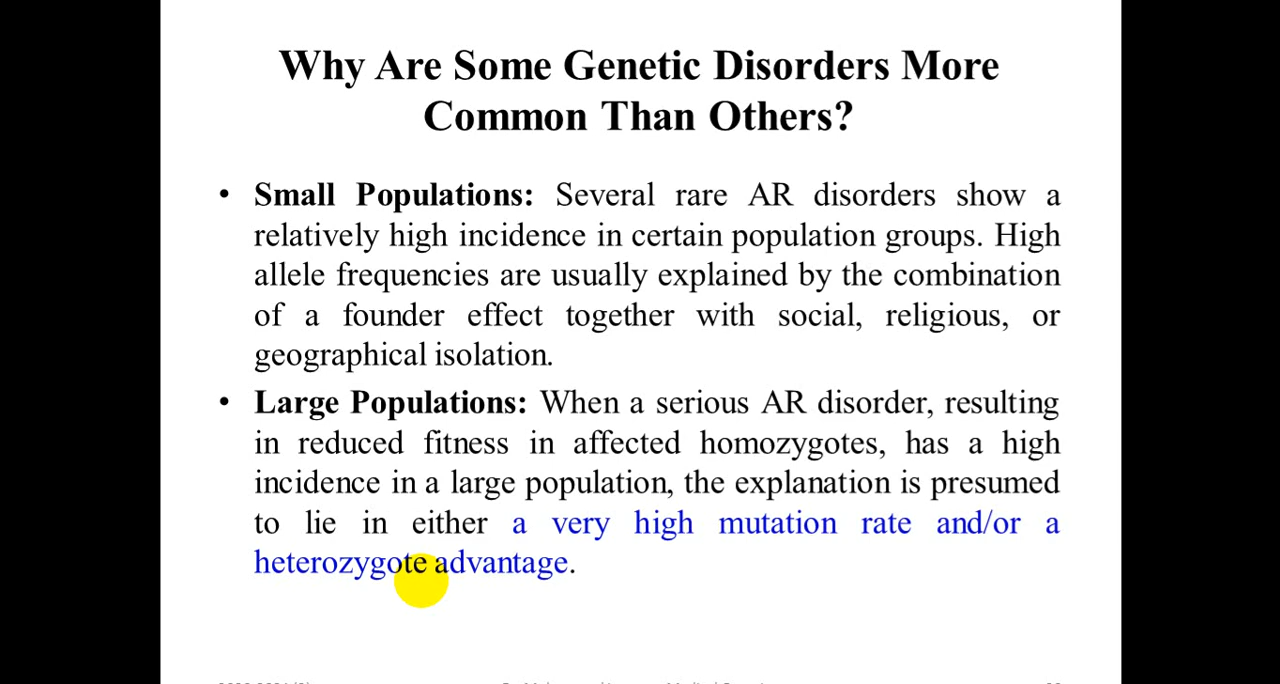 Why Are Some Genetic Disorders More
Common Than Others?
• Small Populations: Several rare AR disorders show a
relatively high incidence in certain population groups. High
allele frequencies are usually explained by the combination
of a founder effect together with social, religious, or
geographical isolation.
• Large Populations: When a serious AR disorder, resulting
in reduced fitness in affected homozygotes, has a high
incidence in a large population, the explanation is presumed
to lie in either a very high mutation rate and/or a
heterozygote advantage.